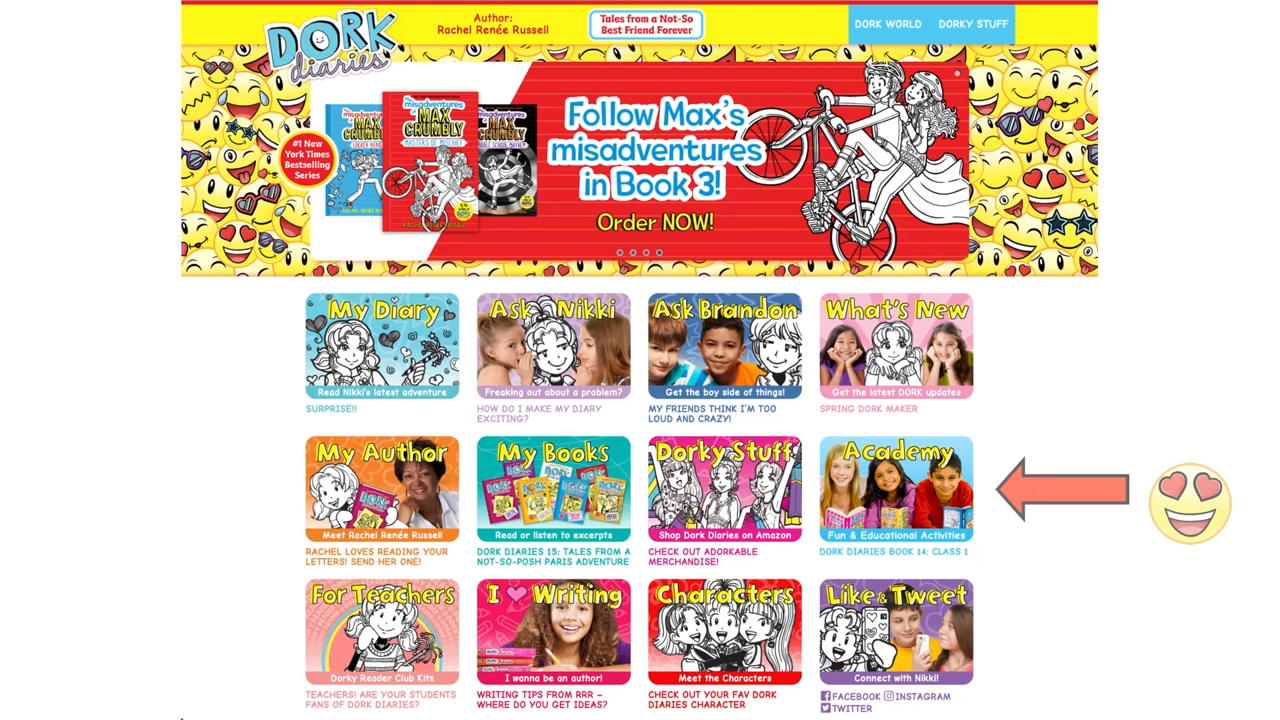 DORK
diaries
Author:
Rachel Renée Russell
Tales from a Not-So
Best Friend Forever
DORK WORLD
DORKY STUFF
#1 New
York Times
Bestselling
Series
misadventures
MAX
CRUMBLY
MASTERS OF MISCHIEF
RACHEL RENÉE RUSSELL
Follow Max's
misadventures
in Book 3!
Order NOW!
My Diary
Read Nikki's latest adventure
SURPRISE!!
Ask Nikki
Freaking out about a problem?
HOW DO I MAKE MY DIARY
EXCITING?
Ask Brandon
Get the boy side of things!
MY FRIENDS THINK I'M TOO
LOUD AND CRAZY!
What's New
Get the latest DORK updates
SPRING DORK MAKER
My Author
Meet Rachel Renée Russell
RACHEL LOVES READING YOUR
LETTERS! SEND HER ONE!
My Books
Read or listen to excerpts
DORK DIARIES 15: TALES FROM A
NOT-SO-POSH PARIS ADVENTURE
Dorky Stuff
Shop Dork Diaries on Amazon
CHECK OUT ADORKABLE
MERCHANDISE!
Academy
Fun & Educational Activities
DORK DIARIES BOOK 14: CLASS 1
For Teachers
Dorky Reader Club Kits
TEACHERS! ARE YOUR STUDENTS
FANS OF DORK DIARIES?
I Writing
I wanna be an author!
WRITING TIPS FROM RRR –
WHERE DO YOU GET IDEAS?
Characters
Meet the Characters
CHECK OUT YOUR FAV DORK
DIARIES CHARACTER
Like & Tweet
Connect with Nikki!
FACEBOOK INSTAGRAM
TWITTER